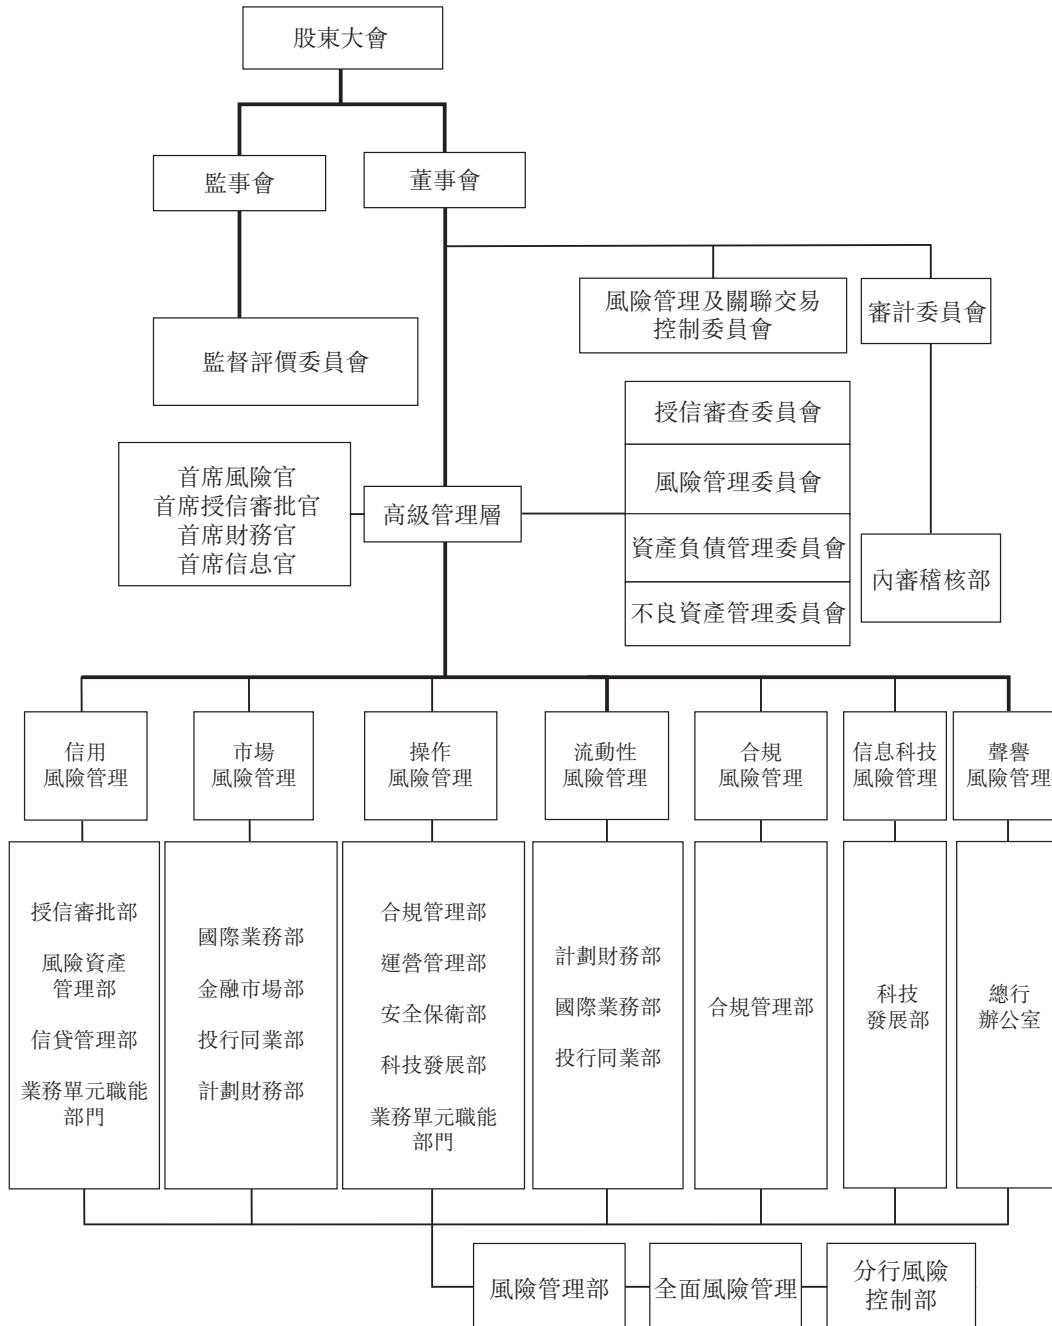 股東大會
監事會
董事會
風險管理及關聯交易
控制委員會
審計委員會
監督評價委員會
授信審查委員會
風險管理委員會
資產負債管理委員會
不良資產管理委員會
首席風險官
首席授信審批官
首席財務官
首席信息官
高級管理層
內審稽核部
信用
風險管理
市場
風險管理
操作
風險管理
流動性
風險管理
合規
風險管理
信息科技
風險管理
聲譽
風險管理
授信審批部
風險資產
管理部
信貸管理部
業務單元職能
部門
國際業務部
金融市場部
投行同業部
計劃財務部
合規管理部
運營管理部
安全保衛部
科技發展部
業務單元職能
部門
計劃財務部
國際業務部
投行同業部
合規管理部
科技
發展部
總行
辦公室
風險管理部
全面風險管理
分行風險
控制部